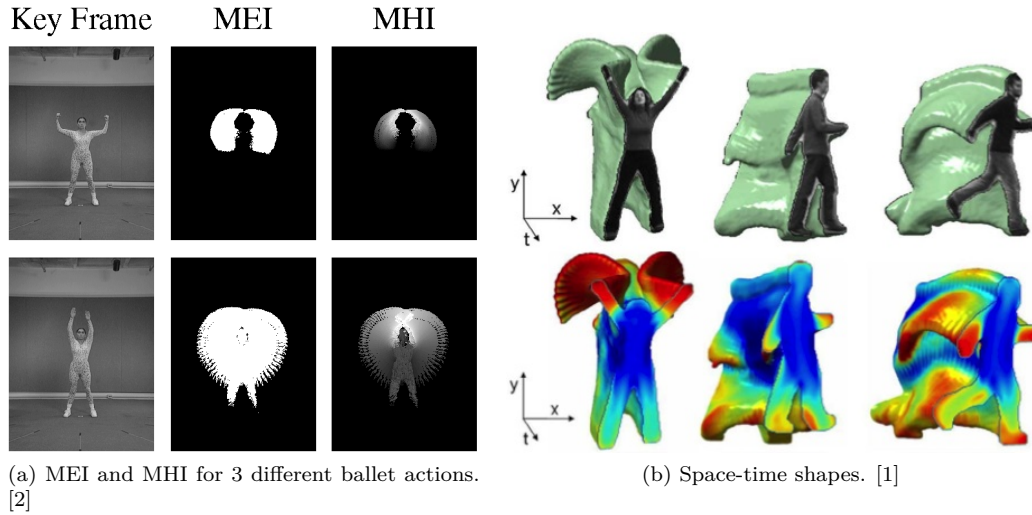 Key Frame MEI MHI
y
x
t
y
x
t
(a) MEI and MHI for 3 different ballet actions.
[2]
(b) Space-time shapes. [1]